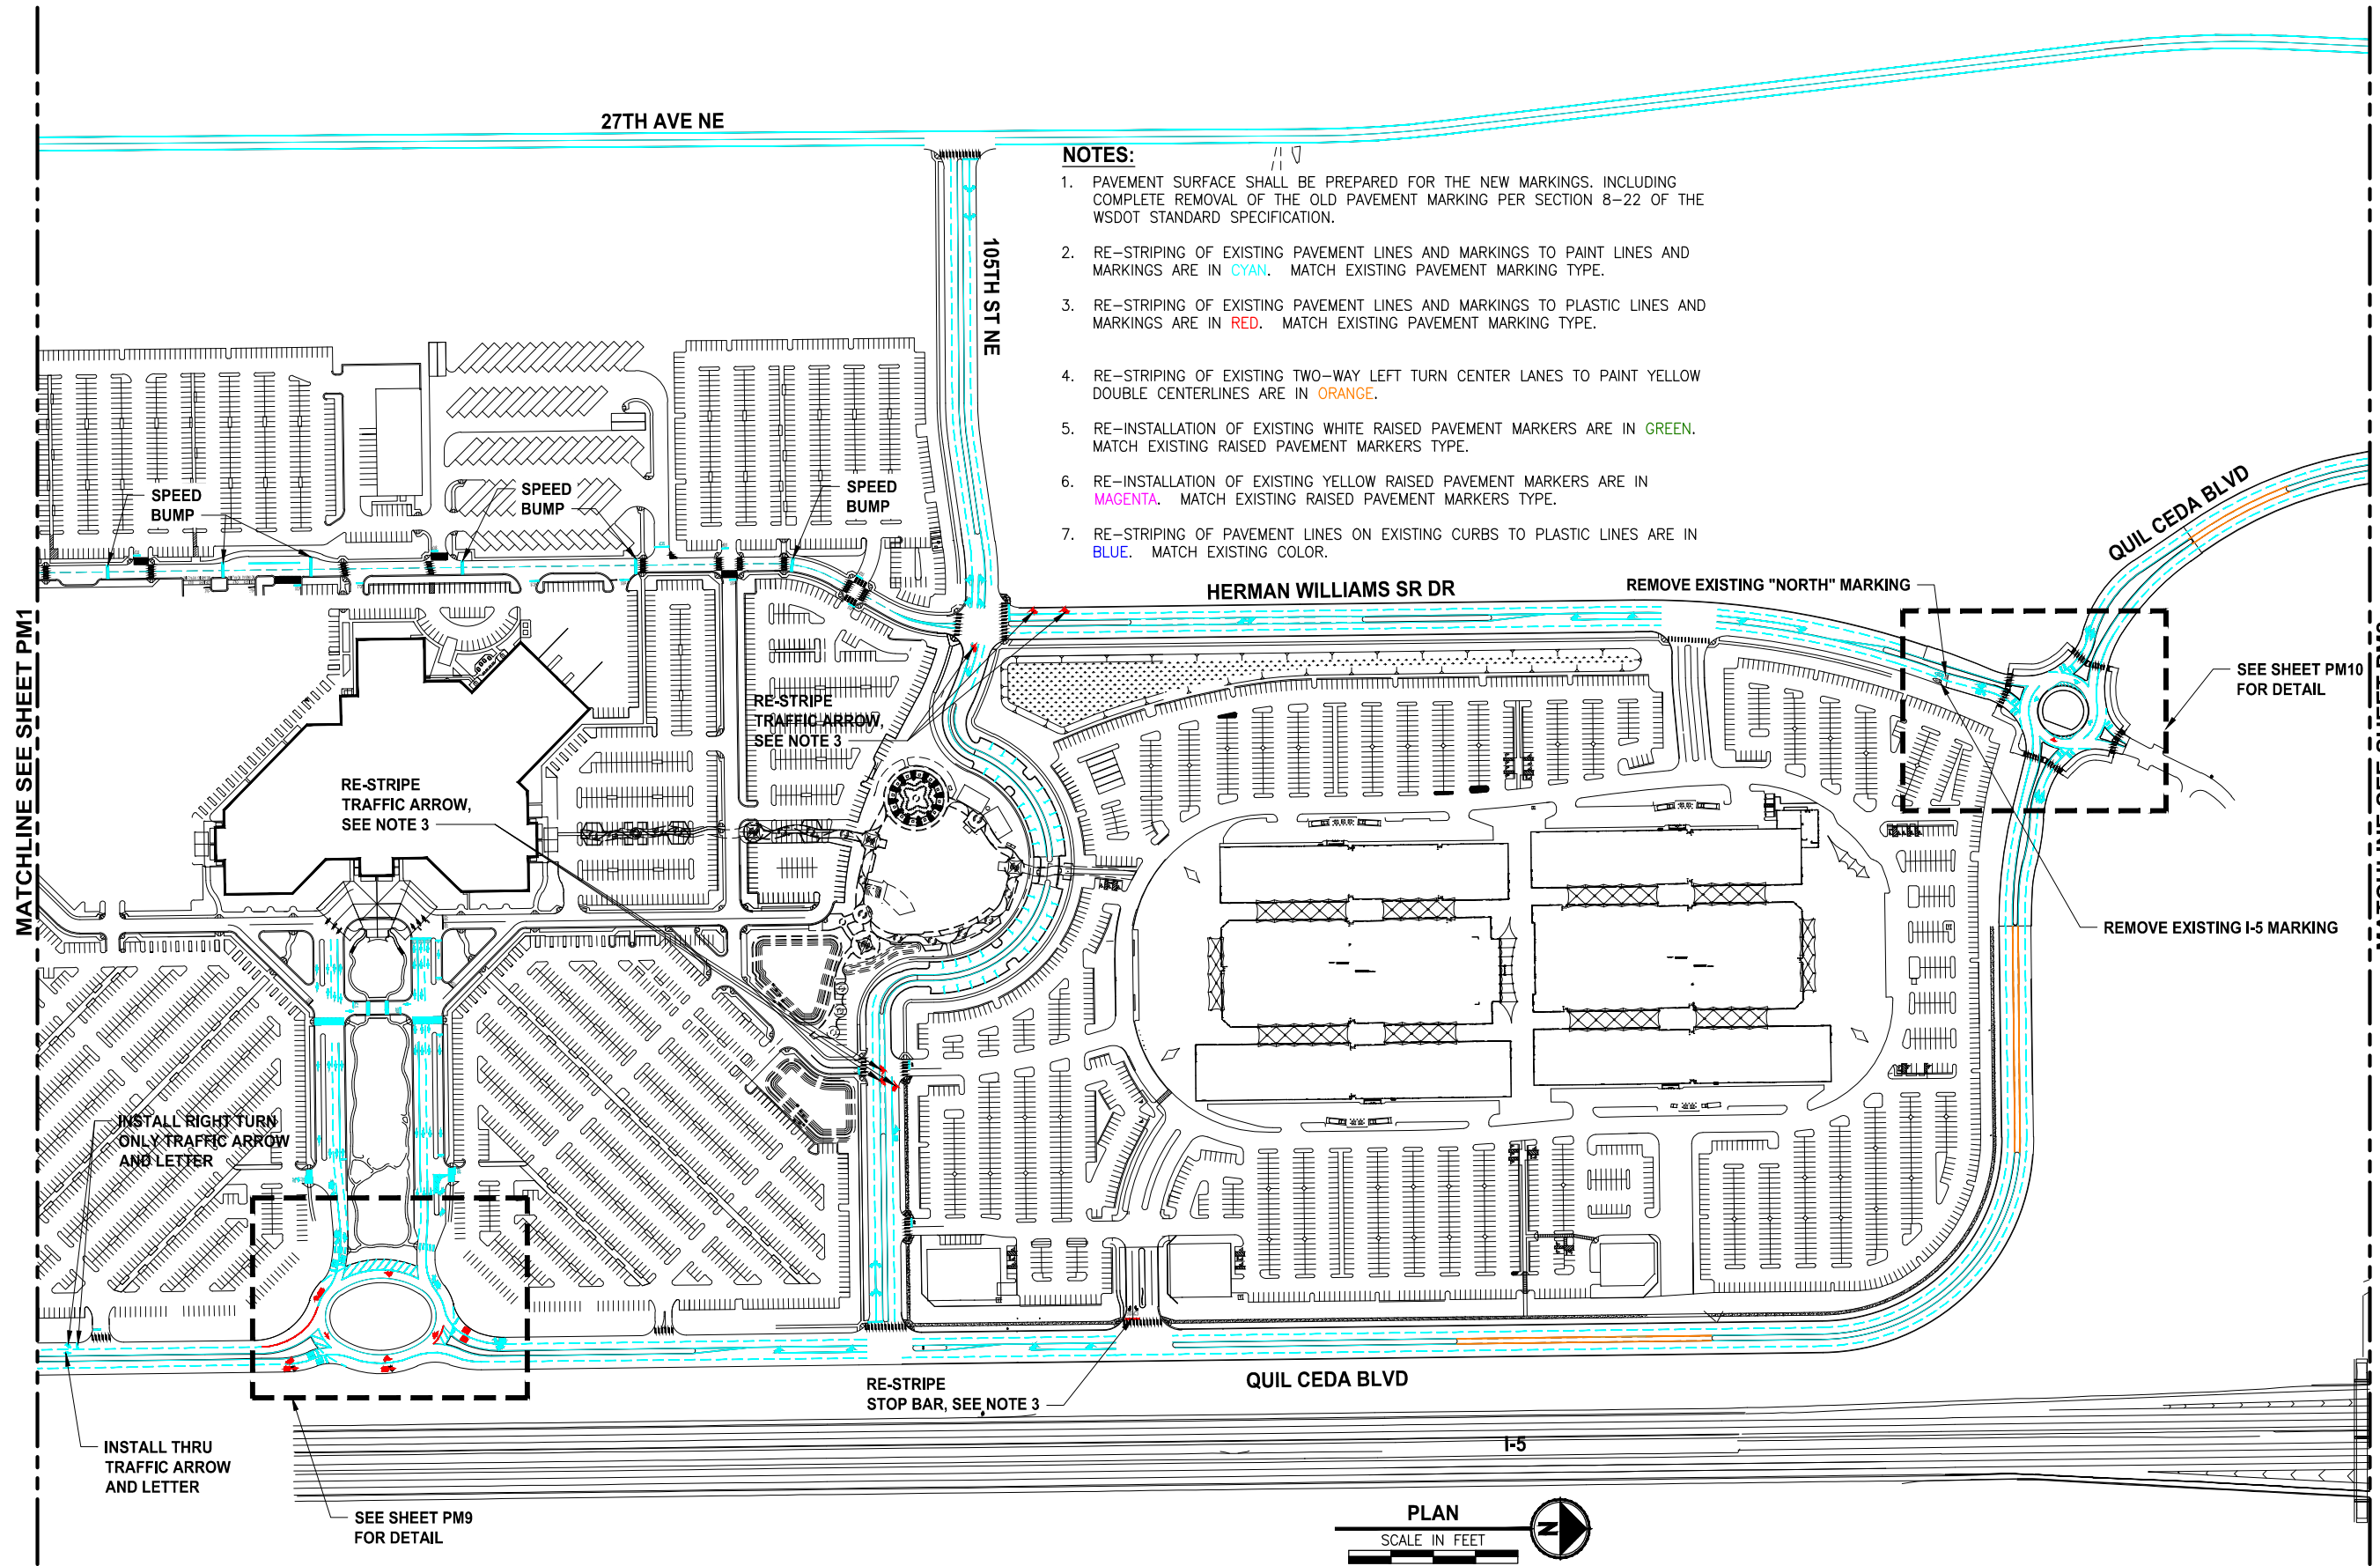 27TH AVE NE
NOTES:
1. PAVEMENT SURFACE SHALL BE PREPARED FOR THE NEW MARKINGS. INCLUDING
COMPLETE REMOVAL OF THE OLD PAVEMENT MARKING PER SECTION 8-22 OF THE
WSDOT STANDARD SPECIFICATION.
2. RE-STRIPING OF EXISTING PAVEMENT LINES AND MARKINGS TO PAINT LINES AND
MARKINGS ARE IN CYAN. MATCH EXISTING PAVEMENT MARKING TYPE.
3. RE-STRIPING OF EXISTING PAVEMENT LINES AND MARKINGS TO PLASTIC LINES AND
MARKINGS ARE IN RED. MATCH EXISTING PAVEMENT MARKING TYPE.
4. RE-STRIPING OF EXISTING TWO-WAY LEFT TURN CENTER LANES TO PAINT YELLOW
DOUBLE CENTERLINES ARE IN ORANGE.
5. RE-INSTALLATION OF EXISTING WHITE RAISED PAVEMENT MARKERS ARE IN GREEN.
MATCH EXISTING RAISED PAVEMENT MARKERS TYPE.
6. RE-INSTALLATION OF EXISTING YELLOW RAISED PAVEMENT MARKERS ARE IN
MAGENTA. MATCH EXISTING RAISED PAVEMENT MARKERS TYPE.
7. RE-STRIPING OF PAVEMENT LINES ON EXISTING CURBS TO PLASTIC LINES ARE IN
BLUE. MATCH EXISTING COLOR.
105TH ST NE
SPEED
BUMP
SPEED
BUMP
SPEED
BUMP
QUIL CEDA BLVD
HERMAN WILLIAMS SR DR
REMOVE EXISTING "NORTH" MARKING
SEE SHEET PM10
FOR DETAIL
MATCHLINE SEE SHEET PM1
RE-STRIPE
TRAFFIC ARROW,
SEE NOTE 3
RE-STRIPE
TRAFFIC ARROW,
SEE NOTE 3
REMOVE EXISTING I-5 MARKING
INSTALL RIGHT TURN
ONLY TRAFFIC ARROW
AND LETTER
RE-STRIPE
STOP BAR, SEE NOTE 3
QUIL CEDA BLVD
INSTALL THRU
TRAFFIC ARROW
AND LETTER
I-5
SEE SHEET PM9
FOR DETAIL
PLAN
SCALE IN FEET
N